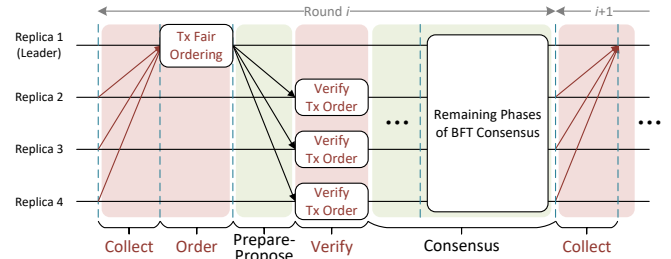 Round i
i+1
Replica 1
(Leader)
Tx Fair
Ordering
Replica 2
Verify
Tx Order
Replica 3
Verify
Tx Order
Replica 4
Verify
Tx Order
•••
Remaining Phases
of BFT Consensus
•••
Collect
Order
Prepare-
Propose
Verify
Consensus
Collect